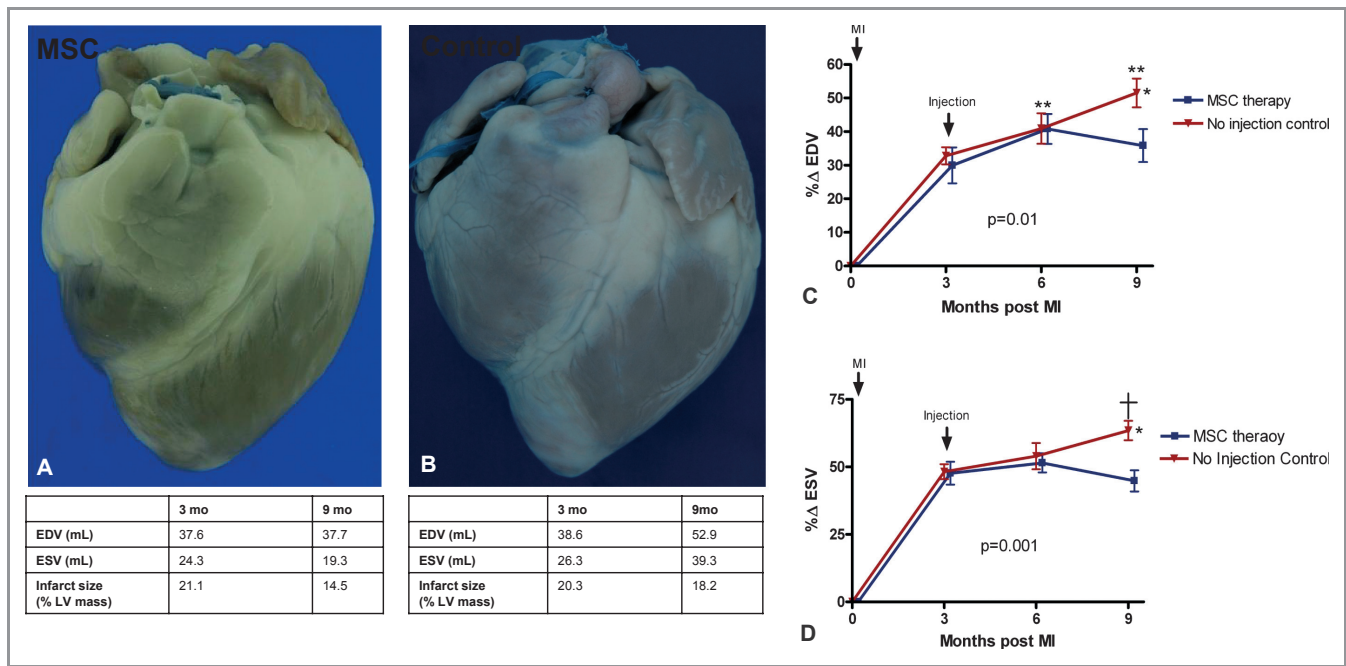 MSC
A
3 mo 9 mo
EDV (mL) 37.6 37.7
ESV (mL) 24.3 19.3
Infarct size
(% LV mass) 21.1 14.5
Control
B
3 mo 9mo
EDV (mL) 38.6 52.9
ESV (mL) 26.3 39.3
Infarct size
(% LV mass) 20.3 18.2
MI
60
50
40
30
20
10
0
%Δ EDV
Injection
**
**
*
p=0.01
MSC therapy
No injection control
0 3 6 9
Months post MI
C
MI
75
50
25
0
%Δ ESV
Injection
┼
*
p=0.001
MSC theraoy
No Injection Control
0 3 6 9
Months post MI
D